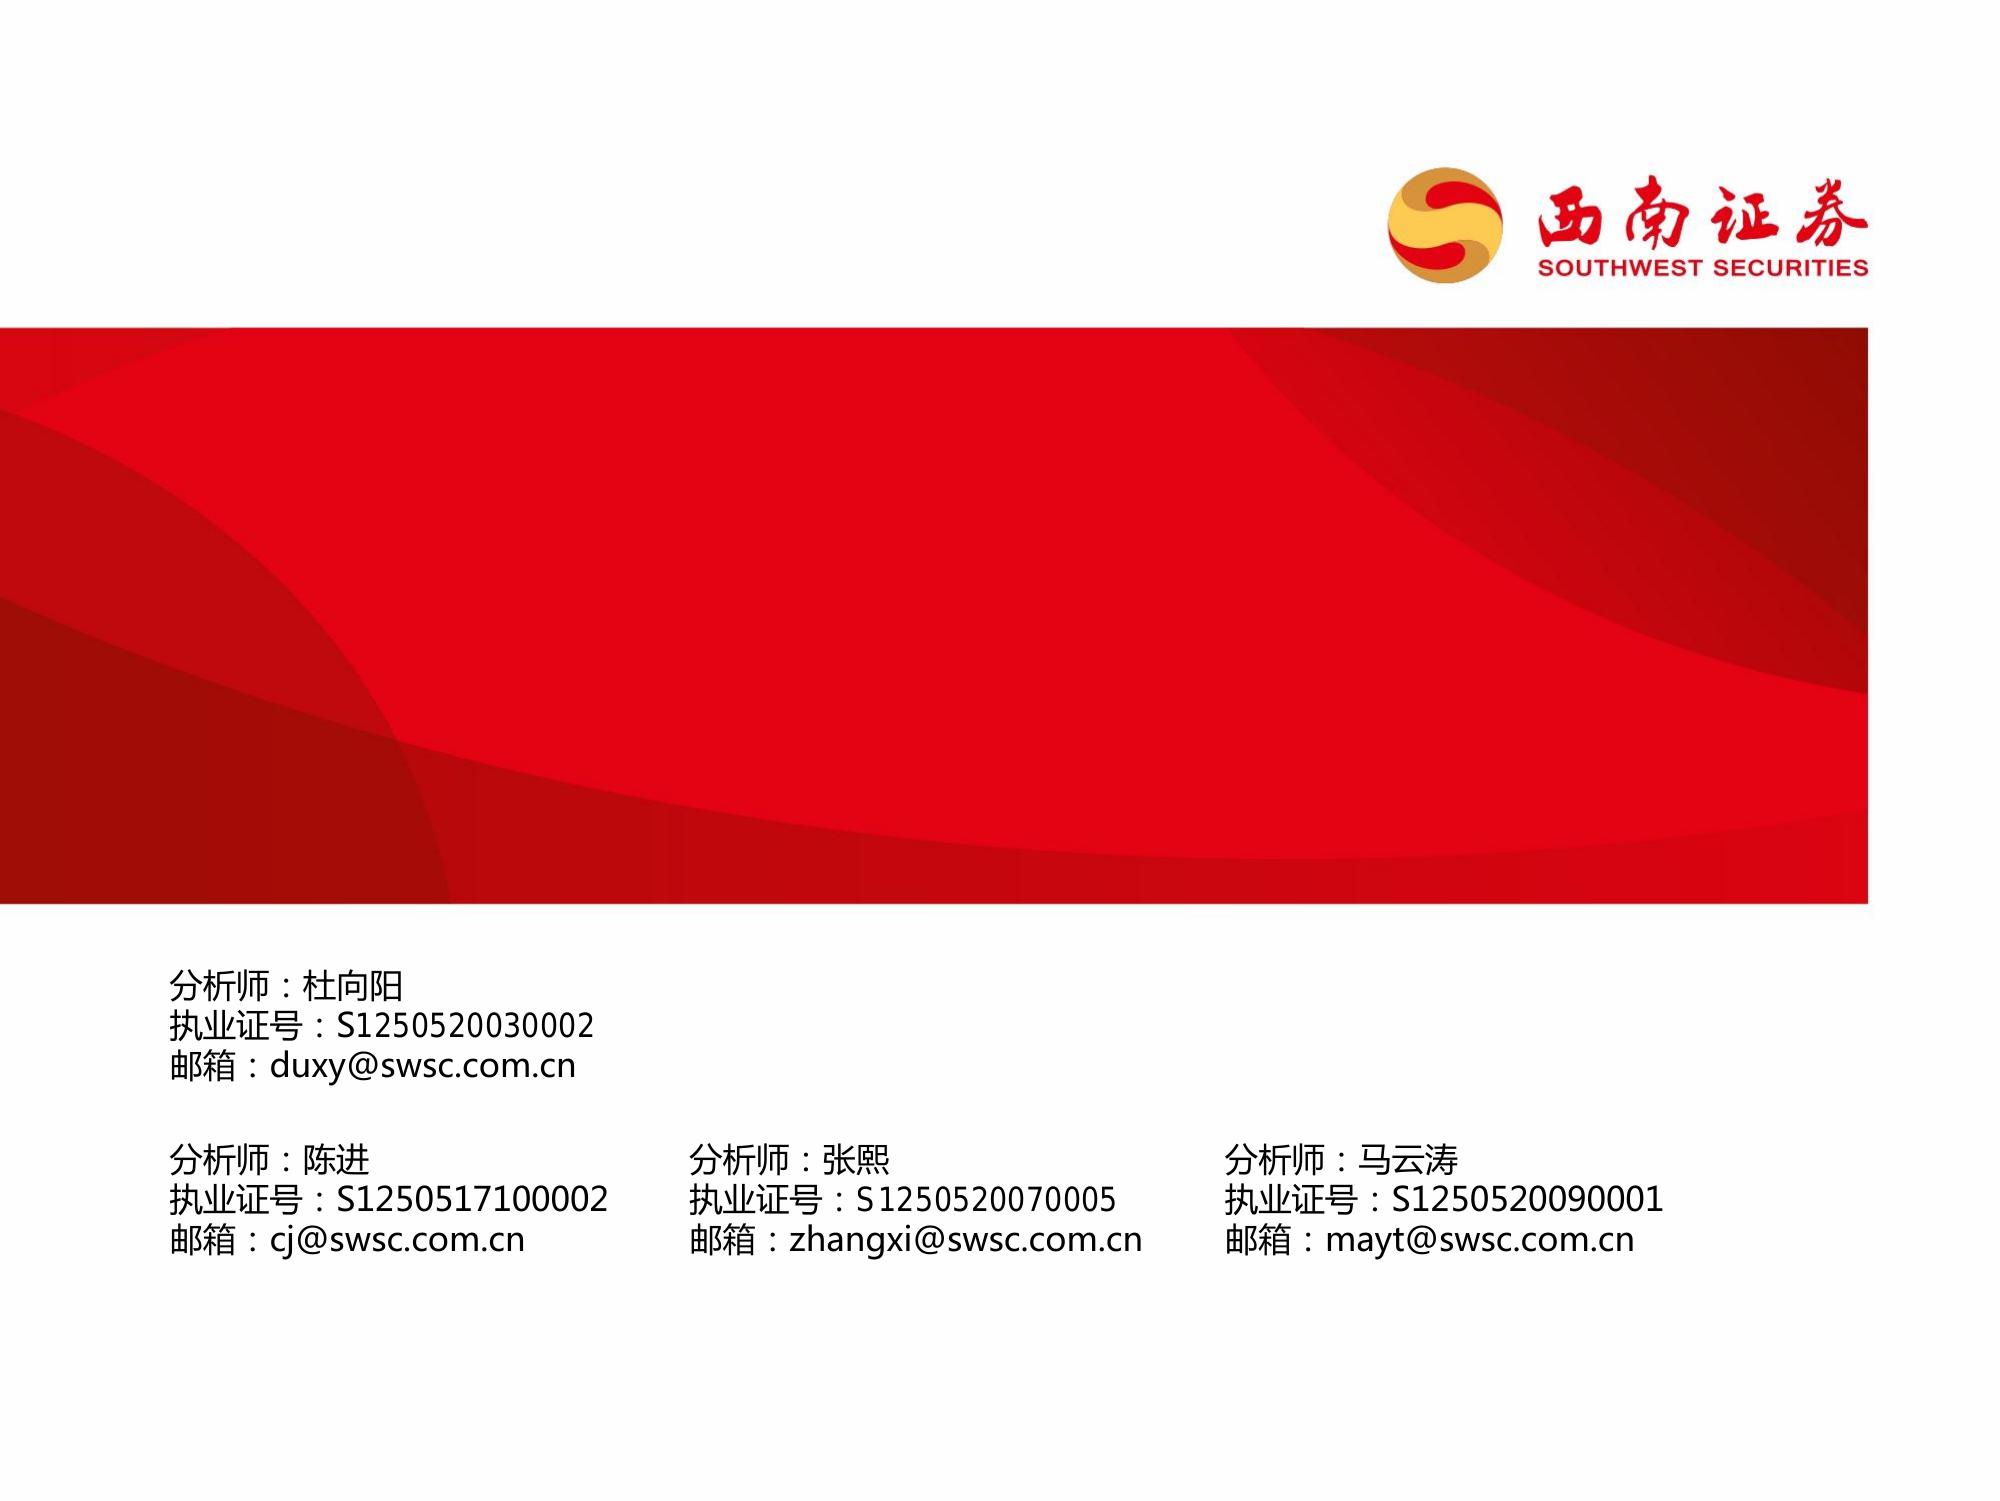 西南证券
SOUTHWEST SECURITIES
分析师：杜向阳
执业证号：S1250520030002
邮箱：duxy@swsc.com.cn
分析师：陈进
执业证号：S1250517100002
邮箱：cj@swsc.com.cn
分析师：张熙
执业证号：S1250520070005
邮箱：zhangxi@swsc.com.cn
分析师：马云涛
执业证号：S1250520090001
邮箱：mayt@swsc.com.cn